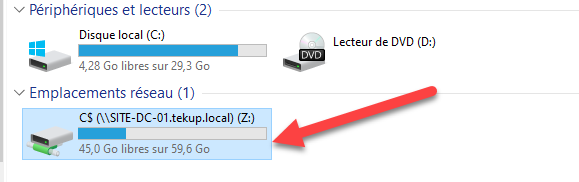 Périphériques et lecteurs (2)
Disque local (C:)
4,28 Go libres sur 29,3 Go
Lecteur de DVD (D:)
DVD
Emplacements réseau (1)
C$ (\\SITE-DC-01.tekup.local) (Z:)
45,0 Go libres sur 59,6 Go